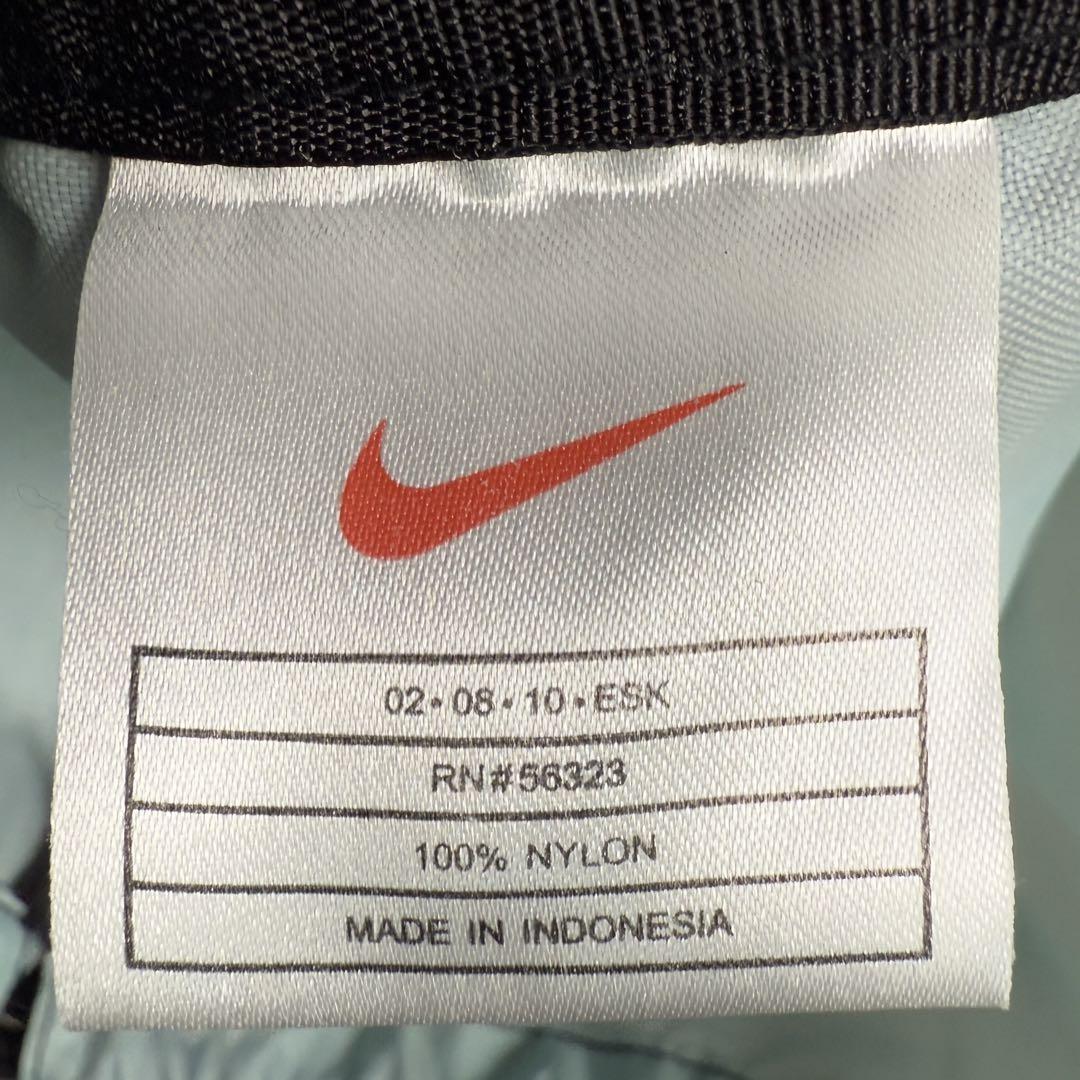 02•08•10•ESK
RN#56323
100% NYLON
MADE IN INDONESIA